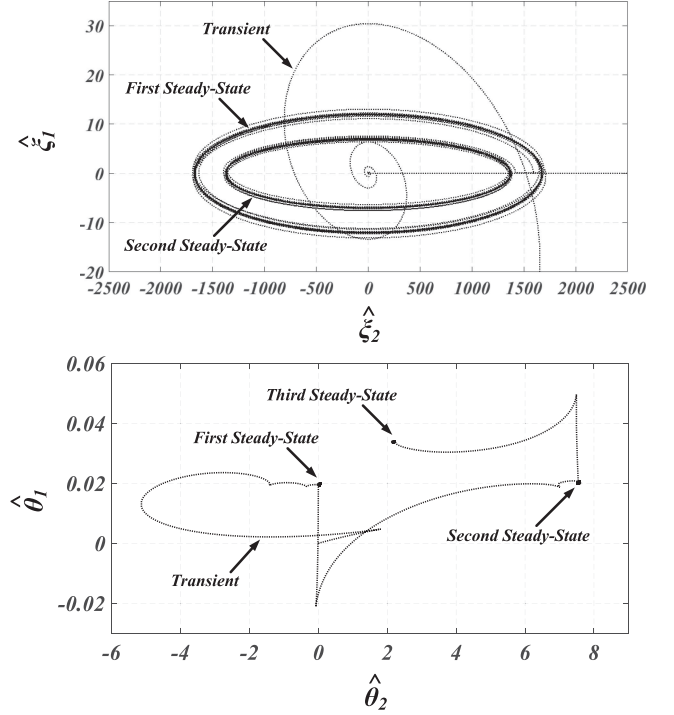 30
20
10
0
-10
-20
Transient
First Steady-State
Second Steady-State
-2500 -2000 -1500 -1000 -500 0 500 1000 1500 2000 2500
ξ̂1
ξ̂2
0.06
0.04
0.02
0
-0.02
Third Steady-State
First Steady-State
Second Steady-State
Transient
-6 -4 -2 0 2 4 6 8
θ̂1
θ̂2